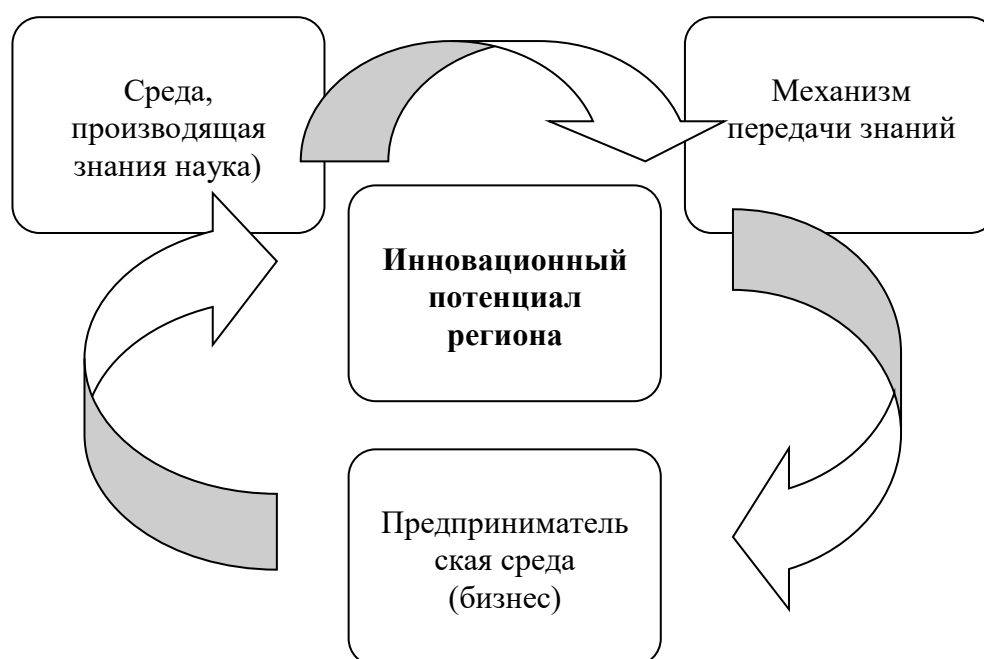 Среда,
производящая
знания наука)
Механизм
передачи знаний
Инновационный
потенциал
региона
Предприниматель
ская среда
(бизнес)